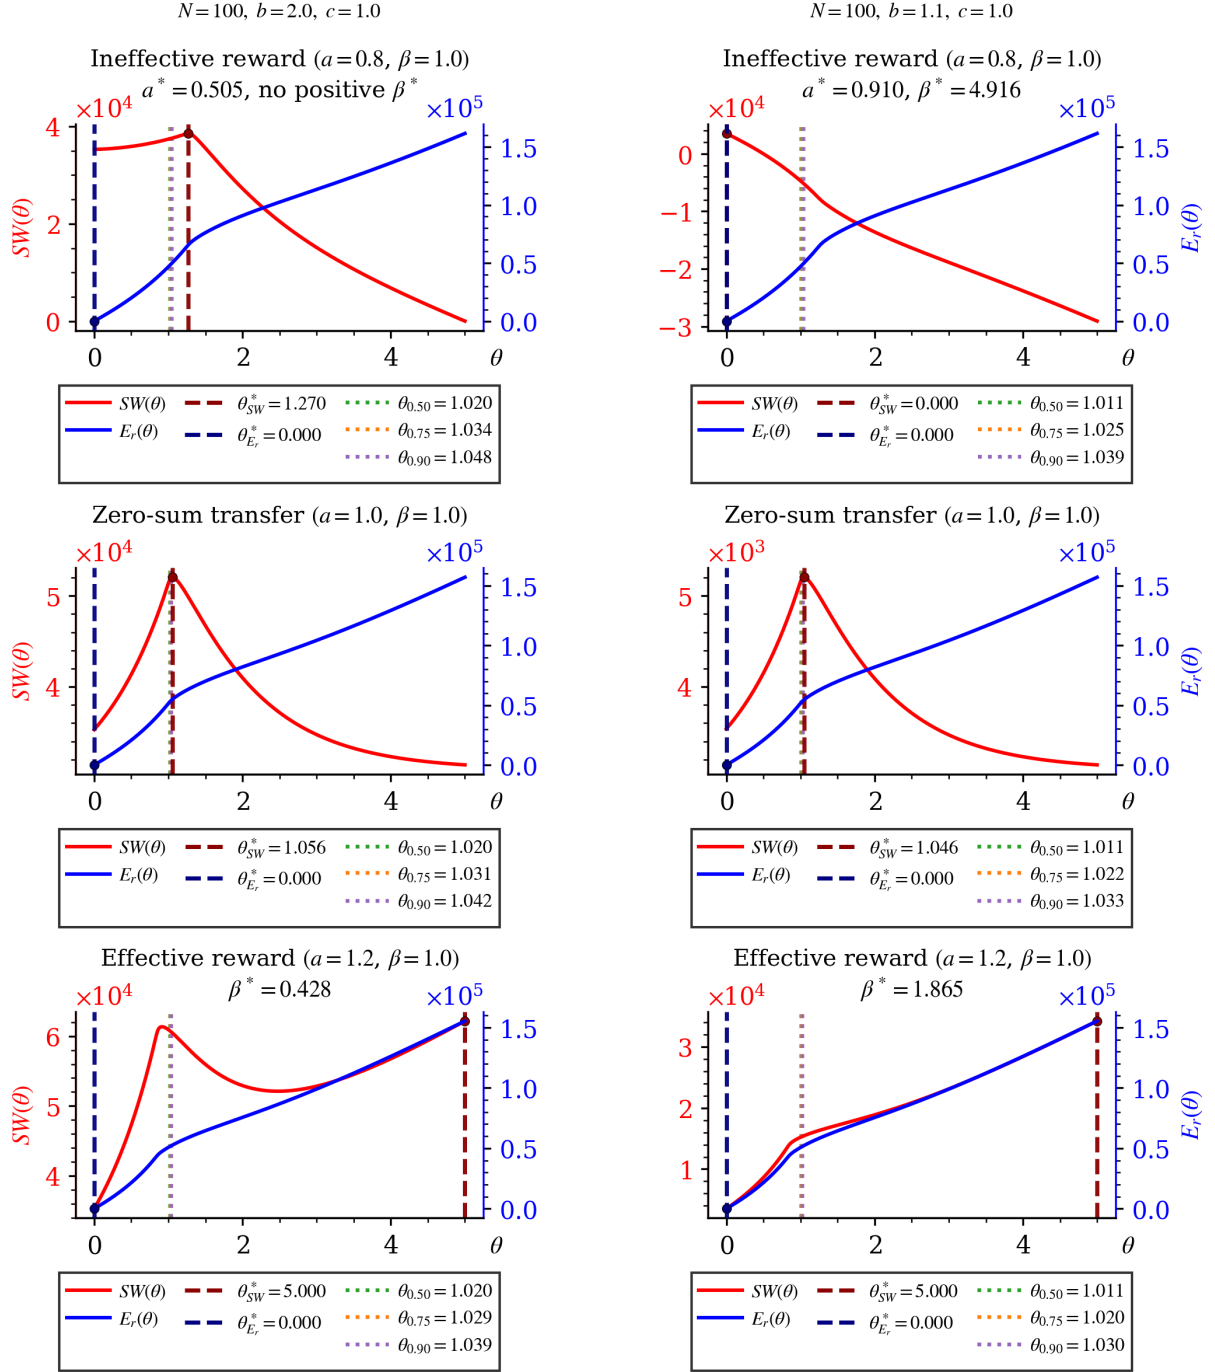 N=100, b=2.0, c=1.0
Ineffective reward (a=0.8, β=1.0)
a*=0.505, no positive β*
×10⁴ ×10⁵
4
2
0
SW(θ)
1.5
1.0
0.5
0.0
0 2 4 θ
SW(θ) θ*_SW=1.270 θ_0.50=1.020
E_r(θ) θ*_{E_r}=0.000 θ_0.75=1.034
θ_0.90=1.048
N=100, b=1.1, c=1.0
Ineffective reward (a=0.8, β=1.0)
a*=0.910, β*=4.916
×10⁴ ×10⁵
0
−1
−2
−3
1.5
1.0
0.5
0.0
E_r(θ)
0 2 4 θ
SW(θ) θ*_SW=0.000 θ_0.50=1.011
E_r(θ) θ*_{E_r}=0.000 θ_0.75=1.025
θ_0.90=1.039
Zero-sum transfer (a=1.0, β=1.0)
×10⁴ ×10⁵
5
4
SW(θ)
1.5
1.0
0.5
0.0
0 2 4 θ
SW(θ) θ*_SW=1.056 θ_0.50=1.020
E_r(θ) θ*_{E_r}=0.000 θ_0.75=1.031
θ_0.90=1.042
Zero-sum transfer (a=1.0, β=1.0)
×10³ ×10⁵
5
4
1.5
1.0
0.5
0.0
E_r(θ)
0 2 4 θ
SW(θ) θ*_SW=1.046 θ_0.50=1.011
E_r(θ) θ*_{E_r}=0.000 θ_0.75=1.022
θ_0.90=1.033
Effective reward (a=1.2, β=1.0)
β*=0.428
×10⁴ ×10⁵
6
5
4
SW(θ)
1.5
1.0
0.5
0.0
0 2 4 θ
SW(θ) θ*_SW=5.000 θ_0.50=1.020
E_r(θ) θ*_{E_r}=0.000 θ_0.75=1.029
θ_0.90=1.039
Effective reward (a=1.2, β=1.0)
β*=1.865
×10⁴ ×10⁵
3
2
1
1.5
1.0
0.5
0.0
E_r(θ)
0 2 4 θ
SW(θ) θ*_SW=5.000 θ_0.50=1.011
E_r(θ) θ*_{E_r}=0.000 θ_0.75=1.020
θ_0.90=1.030